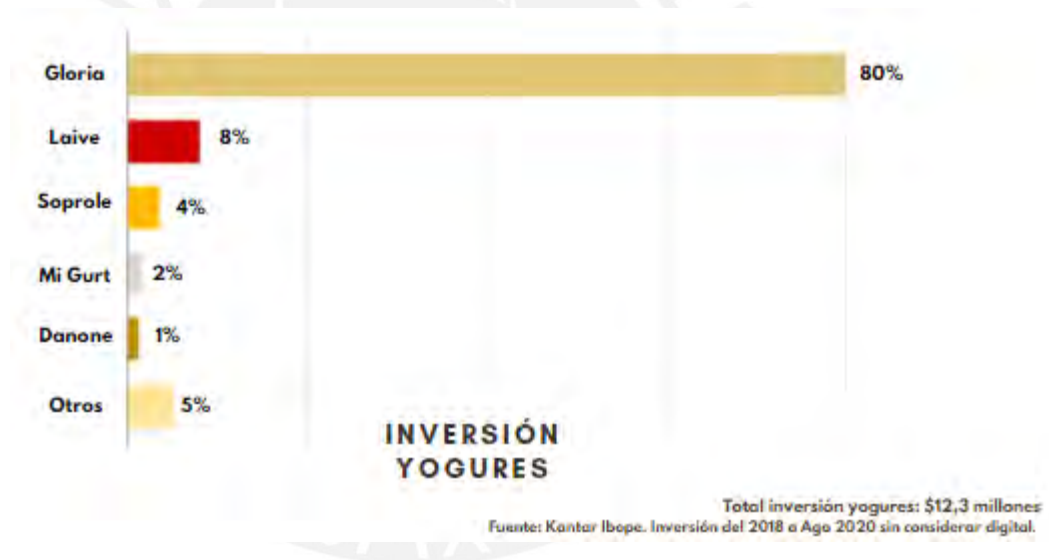 Gloria 80%
Laive 8%
Soprole 4%
Mi Gurt 2%
Danone 1%
Otros 5%
INVERSIÓN
YOGURES
Total inversión yogures: $12,3 millones
Fuente: Kantar Ibope. Inversión del 2018 a Ago 2020 sin considerar digital.